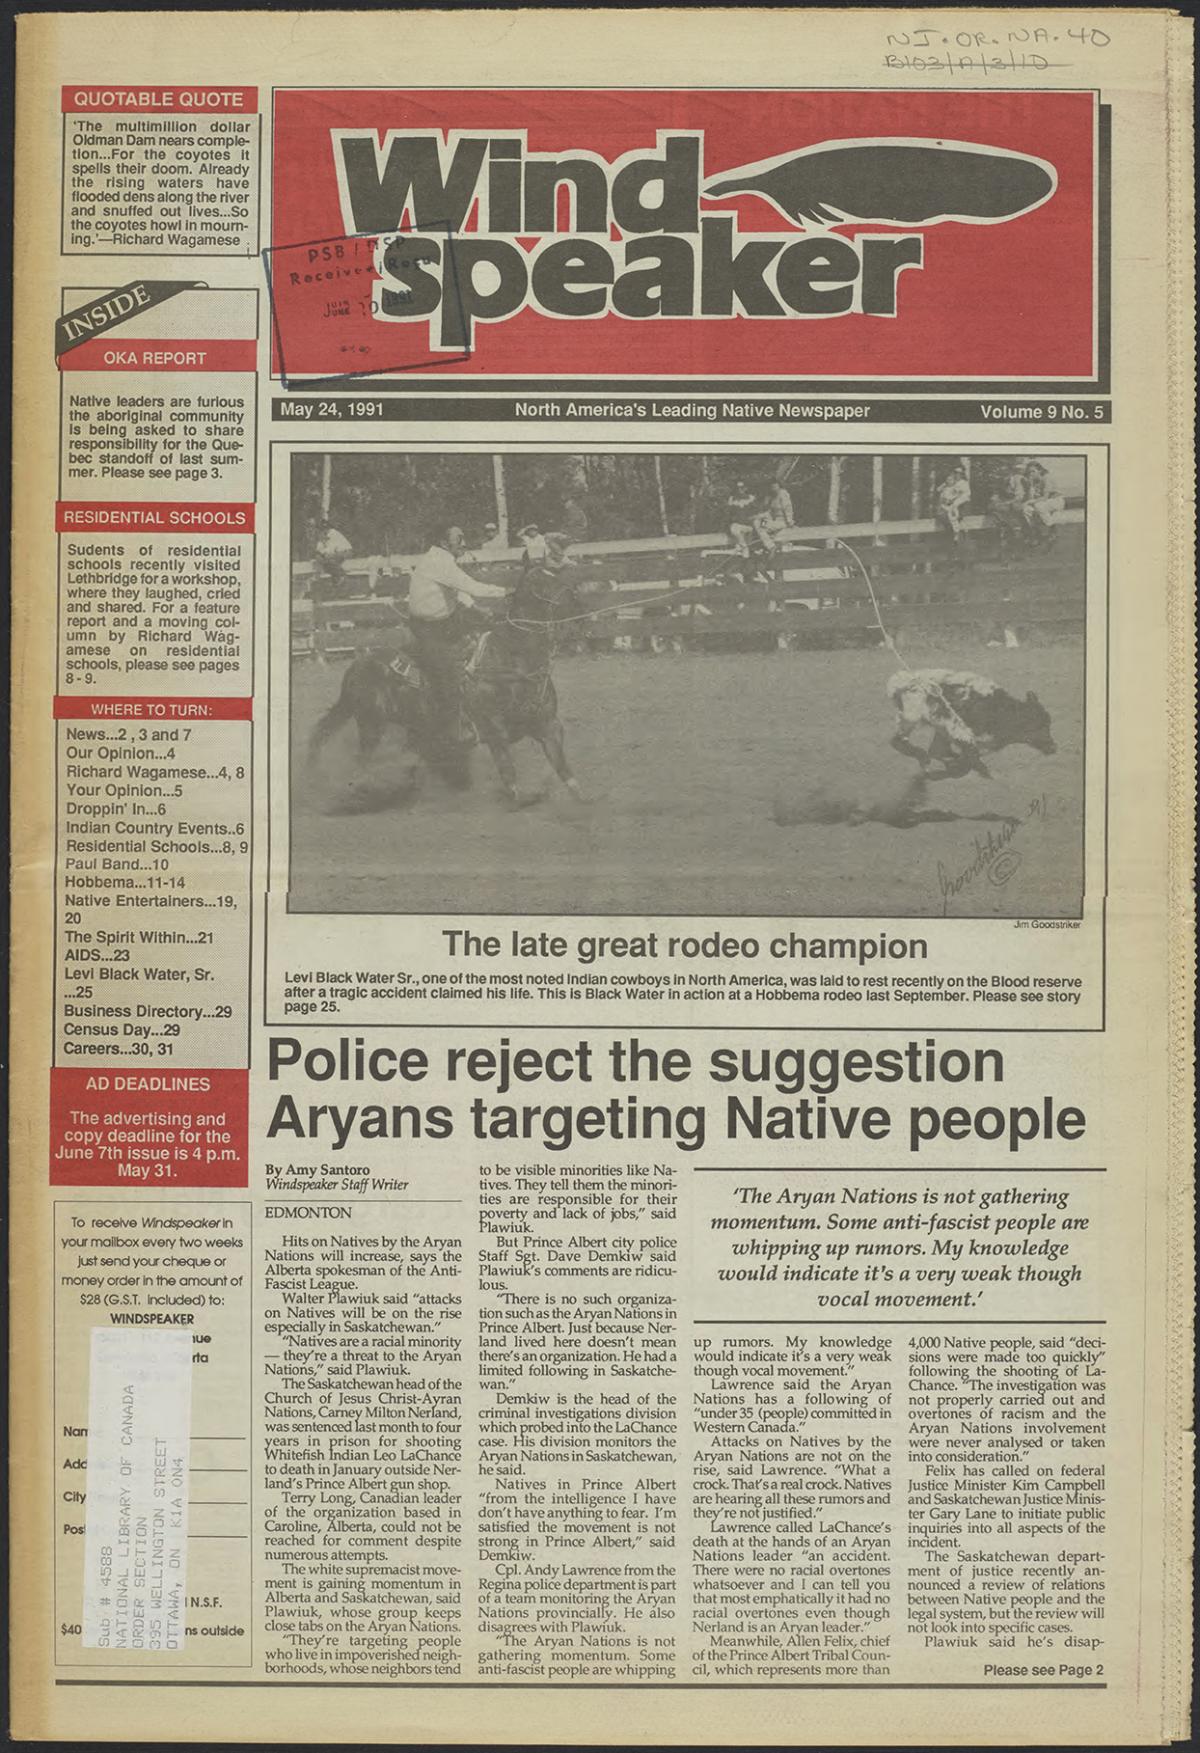 NI.OR.NA.40
B103/A/3/1D
QUOTABLE QUOTE
'The multimillion dollar
Oldman Dam nears comple-
tion...For the coyotes it
spells their doom. Already
the rising waters have
flooded dens along the river
and snuffed out lives...So
the coyotes howl in mourn-
ing.'—Richard Wagamese
Wind
speaker
PSB /
Received / Reçu
JUIN
JUNE 10 1991
INSIDE
OKA REPORT
Native leaders are furious
the aboriginal community
is being asked to share
responsibility for the Que-
bec standoff of last sum-
mer. Please see page 3.
RESIDENTIAL SCHOOLS
Sudents of residential
schools recently visited
Lethbridge for a workshop,
where they laughed, cried
and shared. For a feature
report and a moving col-
umn by Richard Wag-
amese on residential
schools, please see pages
8 - 9.
WHERE TO TURN:
News...2 , 3 and 7
Our Opinion...4
Richard Wagamese...4, 8
Your Opinion...5
Droppin' In...6
Indian Country Events..6
Residential Schools...8, 9
Paul Band...10
Hobbema...11-14
Native Entertainers...19,
20
The Spirit Within...21
AIDS...23
Levi Black Water, Sr.
...25
Business Directory...29
Census Day...29
Careers...30, 31
AD DEADLINES
The advertising and
copy deadline for the
June 7th issue is 4 p.m.
May 31.
To receive Windspeaker in
your mailbox every two weeks
just send your cheque or
money order in the amount of
$28 (G.S.T. included) to:
WINDSPEAKER
nue
rta
Nam
Add
City
Post
N.S.F.
$40
ns outside
Sub. # 4588
NATIONAL LIBRARY OF CANADA
ORDER SECTION
395 WELLINGTON STREET
OTTAWA, ON K1A 0N4
May 24, 1991
North America's Leading Native Newspaper
Volume 9 No. 5
Goodstriker 91
©
Jim Goodstriker
The late great rodeo champion
Levi Black Water Sr., one of the most noted Indian cowboys in North America, was laid to rest recently on the Blood reserve
after a tragic accident claimed his life. This is Black Water in action at a Hobbema rodeo last September. Please see story
page 25.
Police reject the suggestion
Aryans targeting Native people
By Amy Santoro
Windspeaker Staff Writer
EDMONTON
Hits on Natives by the Aryan
Nations will increase, says the
Alberta spokesman of the Anti-
Fascist League.
Walter Plawiuk said "attacks
on Natives will be on the rise
especially in Saskatchewan."
"Natives are a racial minority
— they're a threat to the Aryan
Nations," said Plawiuk.
The Saskatchewan head of the
Church of Jesus Christ-Ayran
Nations, Carney Milton Nerland,
was sentenced last month to four
years in prison for shooting
Whitefish Indian Leo LaChance
to death in January outside Ner-
land's Prince Albert gun shop.
Terry Long, Canadian leader
of the organization based in
Caroline, Alberta, could not be
reached for comment despite
numerous attempts.
The white supremacist move-
ment is gaining momentum in
Alberta and Saskatchewan, said
Plawiuk, whose group keeps
close tabs on the Aryan Nations.
"They're targeting people
who live in impoverished neigh-
borhoods, whose neighbors tend
to be visible minorities like Na-
tives. They tell them the minori-
ties are responsible for their
poverty and lack of jobs," said
Plawiuk.
But Prince Albert city police
Staff Sgt. Dave Demkiw said
Plawiuk's comments are ridicu-
lous.
"There is no such organiza-
tion such as the Aryan Nations in
Prince Albert. Just because Ner-
land lived here doesn't mean
there's an organization. He had a
limited following in Saskatche-
wan."
Demkiw is the head of the
criminal investigations division
which probed into the LaChance
case. His division monitors the
Aryan Nations in Saskatchewan,
he said.
Natives in Prince Albert
"from the intelligence I have
don't have anything to fear. I'm
satisfied the movement is not
strong in Prince Albert," said
Demkiw.
Cpl. Andy Lawrence from the
Regina police department is part
of a team monitoring the Aryan
Nations provincially. He also
disagrees with Plawiuk.
"The Aryan Nations is not
gathering momentum. Some
anti-fascist people are whipping
'The Aryan Nations is not gathering
momentum. Some anti-fascist people are
whipping up rumors. My knowledge
would indicate it's a very weak though
vocal movement.'
up rumors. My knowledge
would indicate it's a very weak
though vocal movement."
Lawrence said the Aryan
Nations has a following of
"under 35 (people) committed in
Western Canada."
Attacks on Natives by the
Aryan Nations are not on the
rise, said Lawrence. "What a
crock. That's a real crock. Natives
are hearing all these rumors and
they're not justified."
Lawrence called LaChance's
death at the hands of an Aryan
Nations leader "an accident.
There were no racial overtones
whatsoever and I can tell you
that most emphatically it had no
racial overtones even though
Nerland is an Aryan leader."
Meanwhile, Allen Felix, chief
of the Prince Albert Tribal Coun-
cil, which represents more than
4,000 Native people, said "deci-
sions were made too quickly"
following the shooting of La-
Chance. "The investigation was
not properly carried out and
overtones of racism and the
Aryan Nations involvement
were never analysed or taken
into consideration."
Felix has called on federal
Justice Minister Kim Campbell
and Saskatchewan Justice Minis-
ter Gary Lane to initiate public
inquiries into all aspects of the
incident.
The Saskatchewan depart-
ment of justice recently an-
nounced a review of relations
between Native people and the
legal system, but the review will
not look into specific cases.
Plawiuk said he's disap-
Please see Page 2